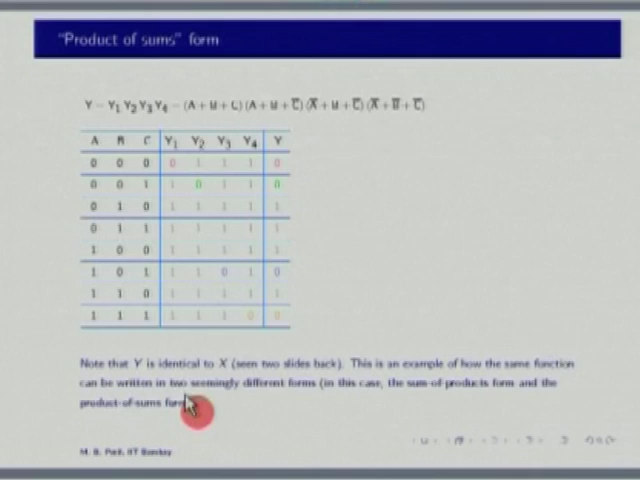 "Product of sums" form
Y = Y₁ Y₂ Y₃ Y₄ = (A + B + C) (A + B + C̅) (A̅ + B + C̅) (A̅ + B̅ + C̅)
A B C Y₁ Y₂ Y₃ Y₄ Y
0 0 0 0 1 1 1 0
0 0 1 1 0 1 1 0
0 1 0 1 1 1 1 1
0 1 1 1 1 1 1 1
1 0 0 1 1 1 1 1
1 0 1 1 1 0 1 0
1 1 0 1 1 1 1 1
1 1 1 1 1 1 0 0
Note that Y is identical to X (seen two slides back). This is an example of how the same function
can be written in two seemingly different forms (in this case, the sum-of-products form and the
product-of-sums form
M. B. Patil, IIT Bombay